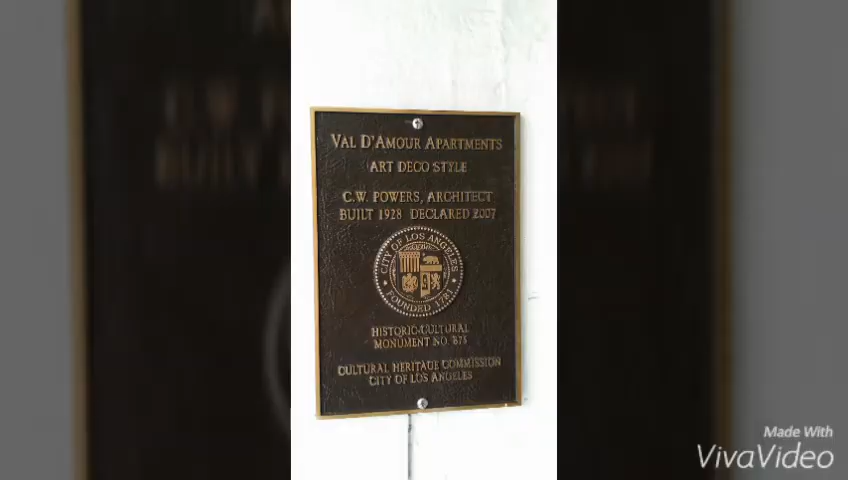 VAL D'AMOUR APARTMENTS
ART DECO STYLE
C.W. POWERS, ARCHITECT
BUILT 1928 DECLARED 2007
CITY OF LOS ANGELES
FOUNDED 1781
HISTORIC-CULTURAL
MONUMENT NO. 873
CULTURAL HERITAGE COMMISSION
CITY OF LOS ANGELES
Made With
VivaVideo